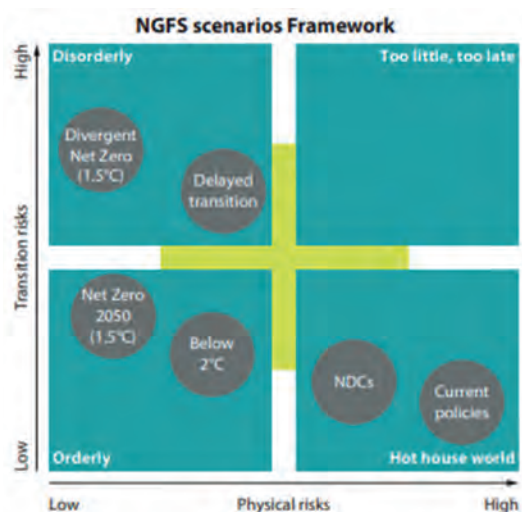 NGFS scenarios Framework
High
Disorderly
Too little, too late
Divergent
Net Zero
(1.5°C)
Delayed
transition
Transition risks
Net Zero
2050
(1.5°C)
Below
2°C
NDCs
Current
policies
Low
Orderly
Hot house world
Low
Physical risks
High